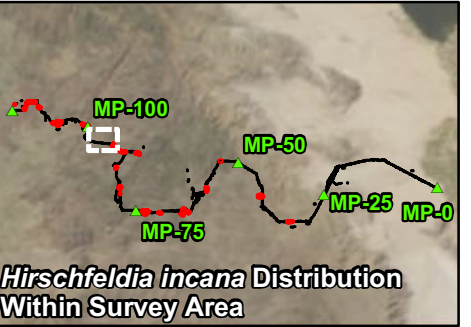 MP-100
MP-50
MP-25
MP-0
MP-75
Hirschfeldia incana Distribution
Within Survey Area